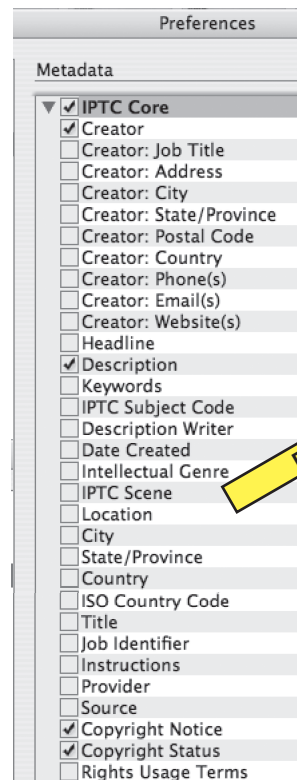 Preferences
Metadata
IPTC Core
Creator
Creator: Job Title
Creator: Address
Creator: City
Creator: State/Province
Creator: Postal Code
Creator: Country
Creator: Phone(s)
Creator: Email(s)
Creator: Website(s)
Headline
Description
Keywords
IPTC Subject Code
Description Writer
Date Created
Intellectual Genre
IPTC Scene
Location
City
State/Province
Country
ISO Country Code
Title
Job Identifier
Instructions
Provider
Source
Copyright Notice
Copyright Status
Rights Usage Terms